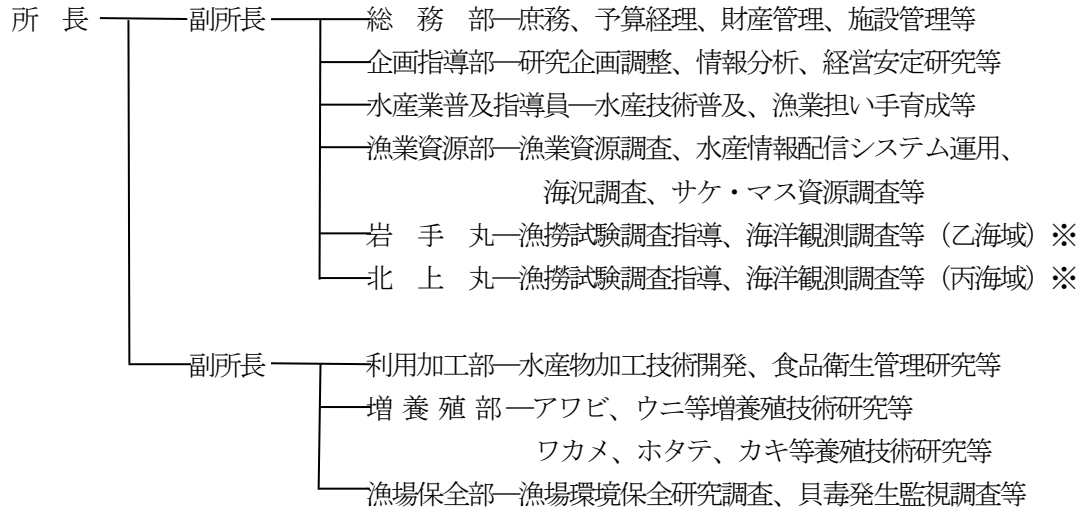 所 長 副所長 総 務 部―庶務、予算経理、財産管理、施設管理等
企画指導部―研究企画調整、情報分析、経営安定研究等
水産業普及指導員―水産技術普及、漁業担い手育成等
漁業資源部―漁業資源調査、水産情報配信システム運用、
海況調査、サケ・マス資源調査等
岩 手 丸―漁撈試験調査指導、海洋観測調査等（乙海域）※
北 上 丸―漁撈試験調査指導、海洋観測調査等（丙海域）※
副所長 利用加工部―水産物加工技術開発、食品衛生管理研究等
増 養 殖 部―アワビ、ウニ等増養殖技術研究等
ワカメ、ホタテ、カキ等養殖技術研究等
漁場保全部―漁場環境保全研究調査、貝毒発生監視調査等